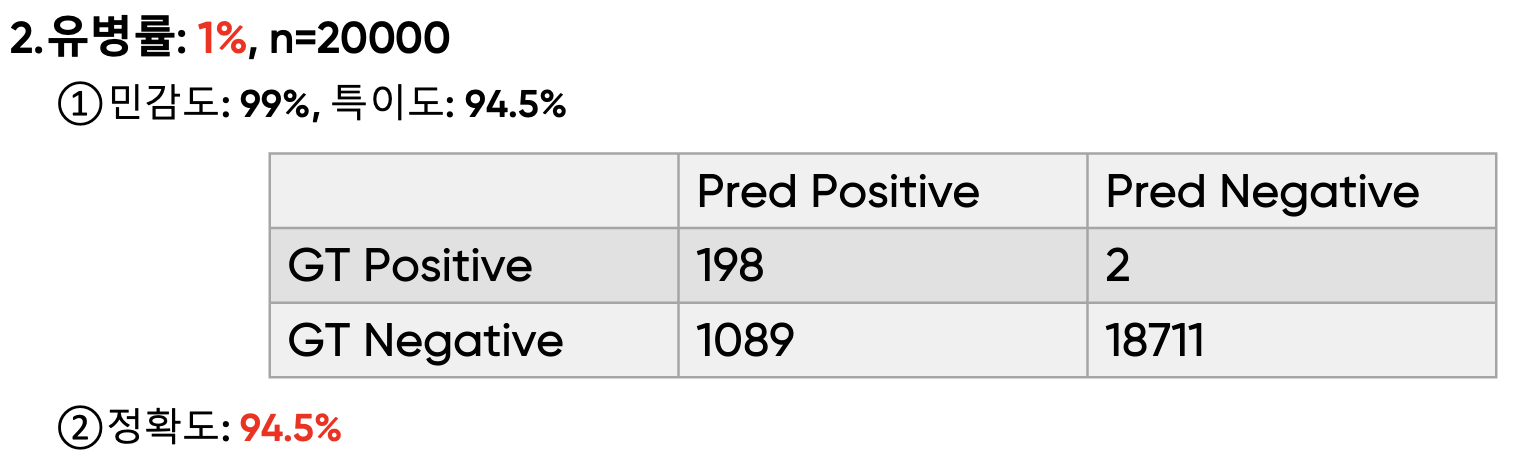 2. 유병률: 1%, n=20000
① 민감도: 99%, 특이도: 94.5%
Pred Positive Pred Negative
GT Positive 198 2
GT Negative 1089 18711
② 정확도: 94.5%